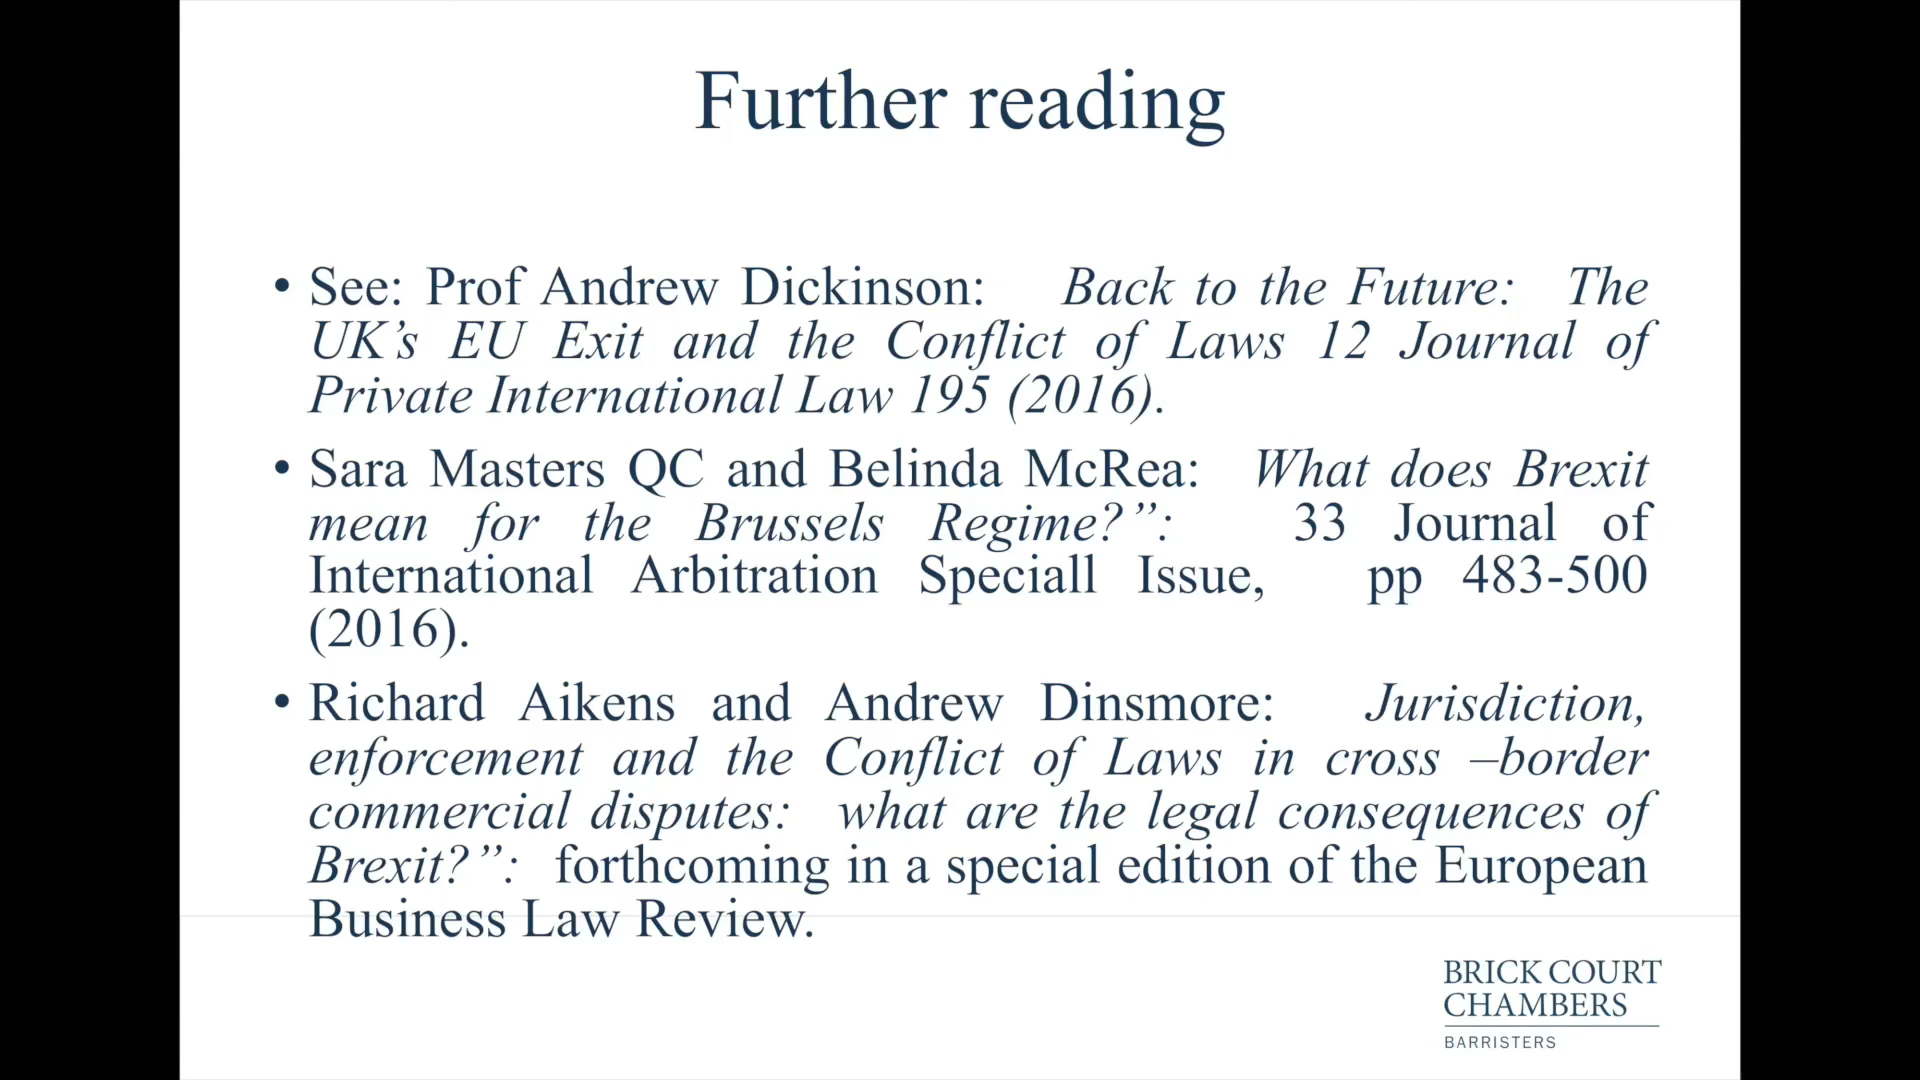 Further reading
• See: Prof Andrew Dickinson: Back to the Future: The
UK’s EU Exit and the Conflict of Laws 12 Journal of
Private International Law 195 (2016).
• Sara Masters QC and Belinda McRea: What does Brexit
mean for the Brussels Regime?”: 33 Journal of
International Arbitration Speciall Issue, pp 483-500
(2016).
• Richard Aikens and Andrew Dinsmore: Jurisdiction,
enforcement and the Conflict of Laws in cross –border
commercial disputes: what are the legal consequences of
Brexit?”: forthcoming in a special edition of the European
Business Law Review.
BRICK COURT
CHAMBERS
BARRISTERS